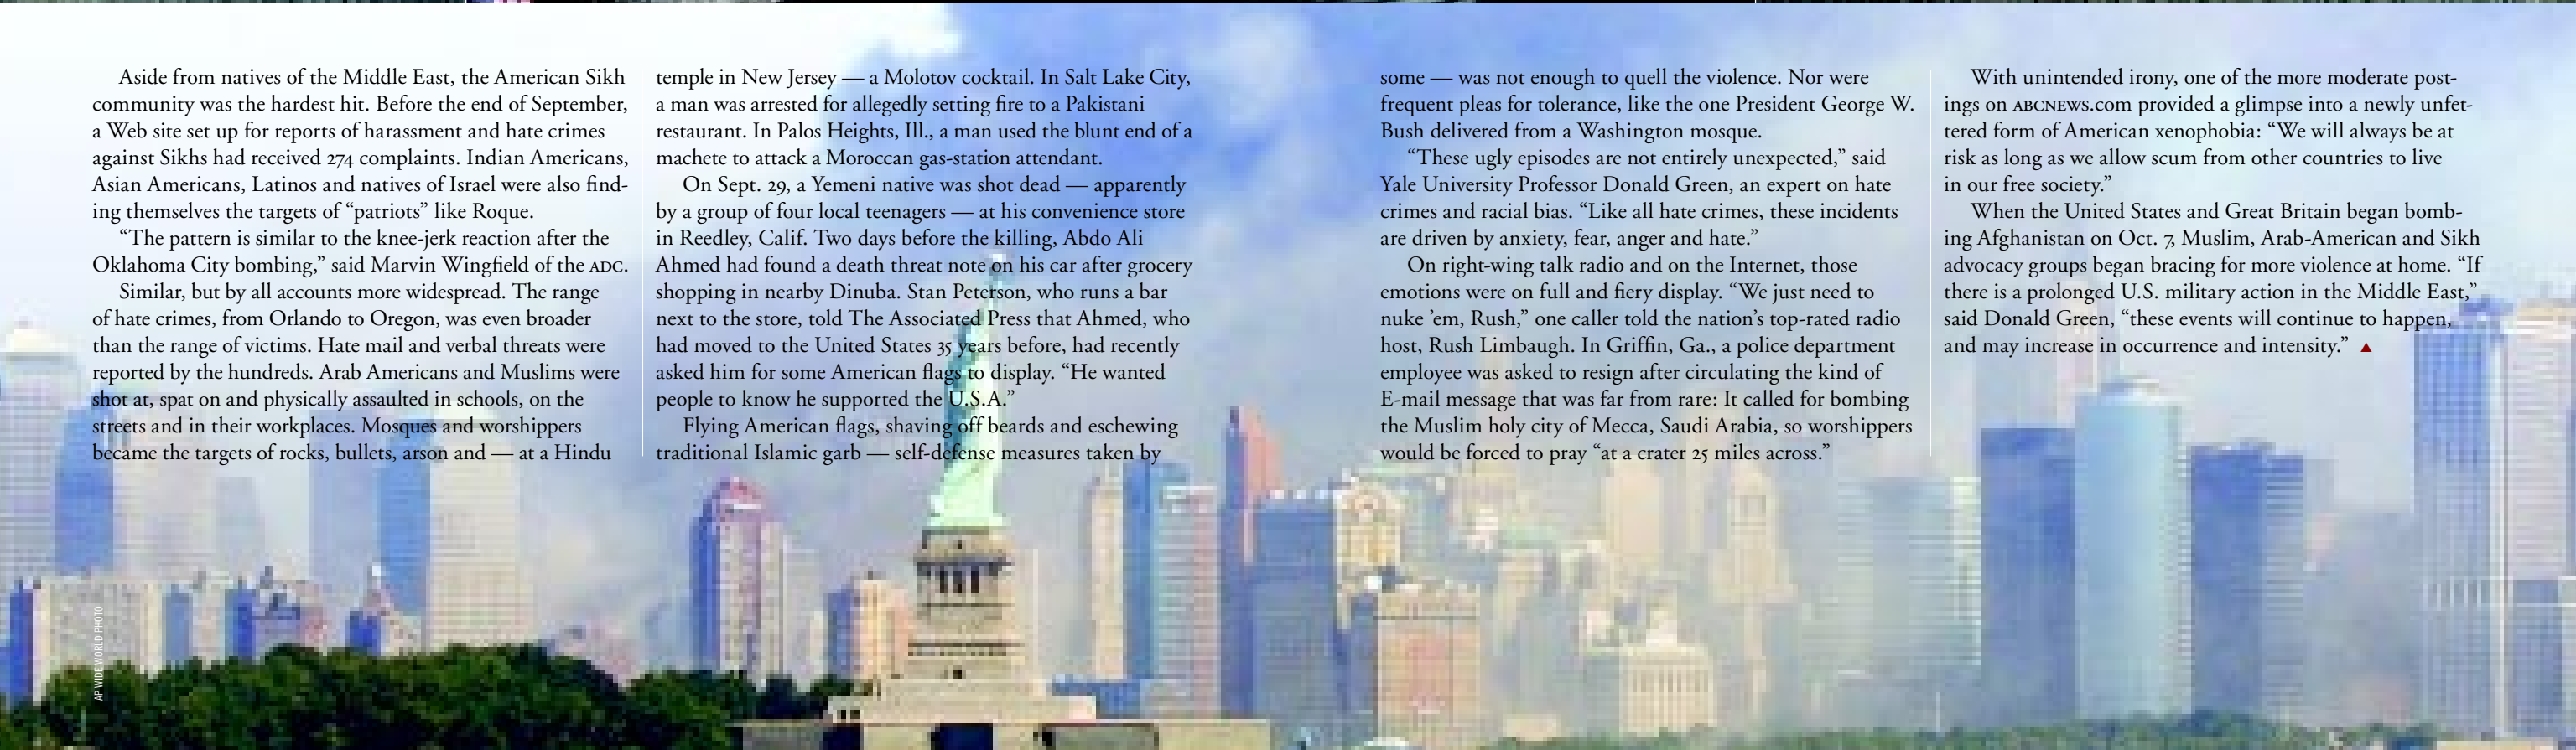 Aside from natives of the Middle East, the American Sikh
community was the hardest hit. Before the end of September,
a Web site set up for reports of harassment and hate crimes
against Sikhs had received 274 complaints. Indian Americans,
Asian Americans, Latinos and natives of Israel were also find-
ing themselves the targets of “patriots” like Roque.
“The pattern is similar to the knee-jerk reaction after the
Oklahoma City bombing,” said Marvin Wingfield of the ADC.
Similar, but by all accounts more widespread. The range
of hate crimes, from Orlando to Oregon, was even broader
than the range of victims. Hate mail and verbal threats were
reported by the hundreds. Arab Americans and Muslims were
shot at, spat on and physically assaulted in schools, on the
streets and in their workplaces. Mosques and worshippers
became the targets of rocks, bullets, arson and — at a Hindu
temple in New Jersey — a Molotov cocktail. In Salt Lake City,
a man was arrested for allegedly setting fire to a Pakistani
restaurant. In Palos Heights, Ill., a man used the blunt end of a
machete to attack a Moroccan gas-station attendant.
On Sept. 29, a Yemeni native was shot dead — apparently
by a group of four local teenagers — at his convenience store
in Reedley, Calif. Two days before the killing, Abdo Ali
Ahmed had found a death threat note on his car after grocery
shopping in nearby Dinuba. Stan Peterson, who runs a bar
next to the store, told The Associated Press that Ahmed, who
had moved to the United States 35 years before, had recently
asked him for some American flags to display. “He wanted
people to know he supported the U.S.A.”
Flying American flags, shaving off beards and eschewing
traditional Islamic garb — self-defense measures taken by
some — was not enough to quell the violence. Nor were
frequent pleas for tolerance, like the one President George W.
Bush delivered from a Washington mosque.
“These ugly episodes are not entirely unexpected,” said
Yale University Professor Donald Green, an expert on hate
crimes and racial bias. “Like all hate crimes, these incidents
are driven by anxiety, fear, anger and hate.”
On right-wing talk radio and on the Internet, those
emotions were on full and fiery display. “We just need to
nuke ’em, Rush,” one caller told the nation’s top-rated radio
host, Rush Limbaugh. In Griffin, Ga., a police department
employee was asked to resign after circulating the kind of
E-mail message that was far from rare: It called for bombing
the Muslim holy city of Mecca, Saudi Arabia, so worshippers
would be forced to pray “at a crater 25 miles across.”
With unintended irony, one of the more moderate post-
ings on ABCNEWS.com provided a glimpse into a newly unfet-
tered form of American xenophobia: “We will always be at
risk as long as we allow scum from other countries to live
in our free society.”
When the United States and Great Britain began bomb-
ing Afghanistan on Oct. 7, Muslim, Arab-American and Sikh
advocacy groups began bracing for more violence at home. “If
there is a prolonged U.S. military action in the Middle East,”
said Donald Green, “these events will continue to happen,
and may increase in occurrence and intensity.” ▲
AP WIDE WORLD PHOTO